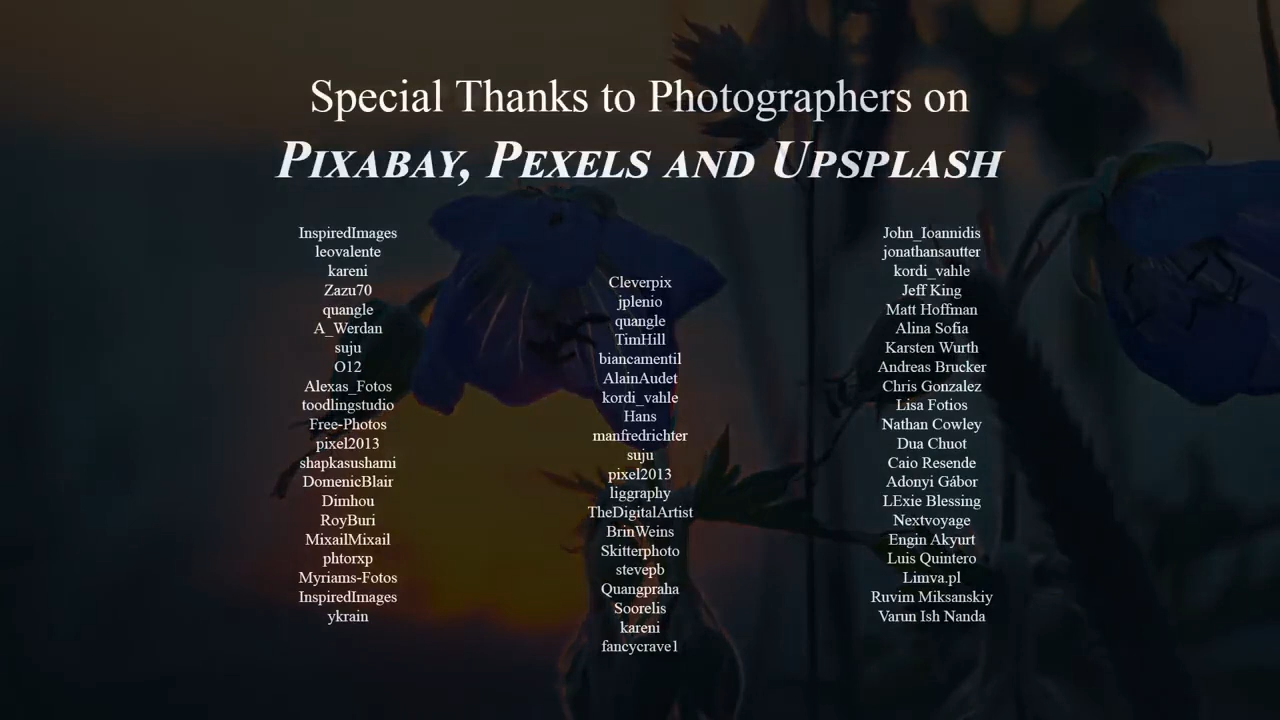 Special Thanks to Photographers on
PIXABAY, PEXELS AND UPSPLASH
InspiredImages
leovalente
kareni
Zazu70
quangle
A_Werdan
suju
O12
Alexas_Fotos
toodlingstudio
Free-Photos
pixel2013
shapkasushami
DomenicBlair
Dimhou
RoyBuri
MixailMixail
phtorxp
Myriams-Fotos
InspiredImages
ykrain
Cleverpix
jplenio
quangle
TimHill
biancamentil
AlainAudet
kordi_vahle
Hans
manfredrichter
suju
pixel2013
liggraphy
TheDigitalArtist
BrinWeins
Skitterphoto
stevepb
Quangpraha
Soorelis
kareni
fancycrave1
John_Ioannidis
jonathansautter
kordi_vahle
Jeff King
Matt Hoffman
Alina Sofia
Karsten Wurth
Andreas Brucker
Chris Gonzalez
Lisa Fotios
Nathan Cowley
Dua Chuot
Caio Resende
Adonyi Gábor
LExie Blessing
Nextvoyage
Engin Akyurt
Luis Quintero
Limva.pl
Ruvim Miksanskiy
Varun Ish Nanda